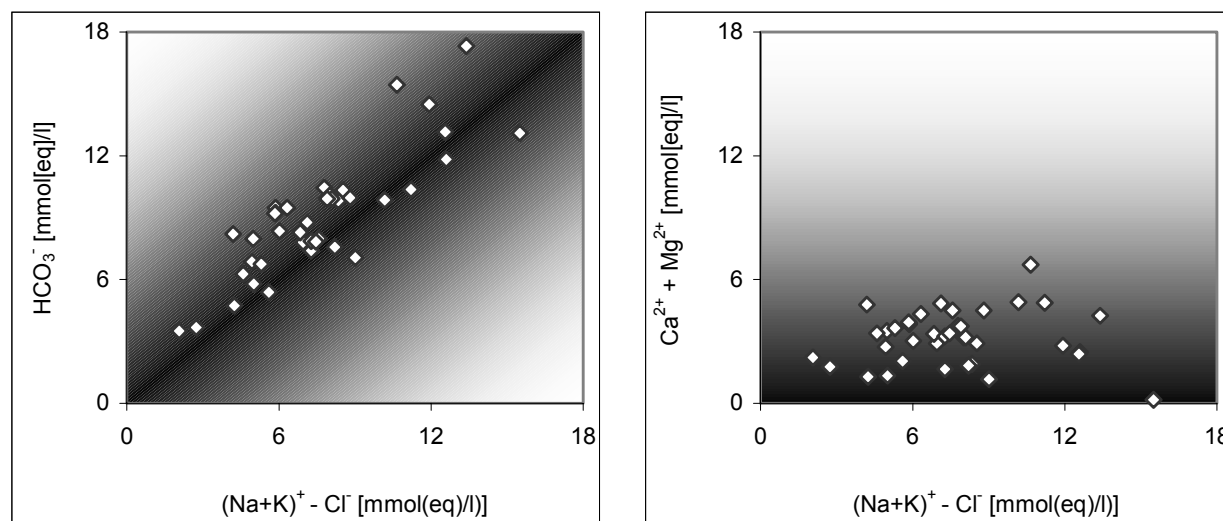 18
12
6
0
HCO₃⁻ [mmol[eq]/l]
0 6 12 18
(Na+K)⁺ - Cl⁻ [mmol(eq)/l)]
18
12
6
0
Ca²⁺ + Mg²⁺ [mmol[eq]/l]
0 6 12 18
(Na+K)⁺ - Cl⁻ [mmol(eq)/l)]